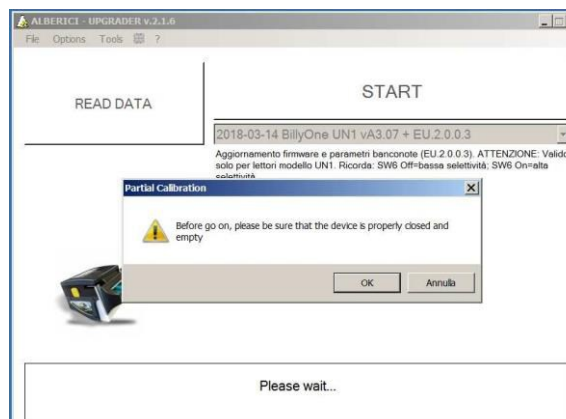 ALBERICI - UPGRADER v.2.1.6
File Options Tools ?
READ DATA
START
2018-03-14 BillyOne UN1 vA3.07 + EU.2.0.0.3
Aggiornamento firmware e parametri banconote (EU.2.0.0.3). ATTENZIONE: Valido
solo per lettori modello UN1. Ricorda: SW6 Off=bassa selettività; SW6 On=alta
selettività
Partial Calibration
Before go on, please be sure that the device is properly closed and
empty
OK Annulla
Please wait...